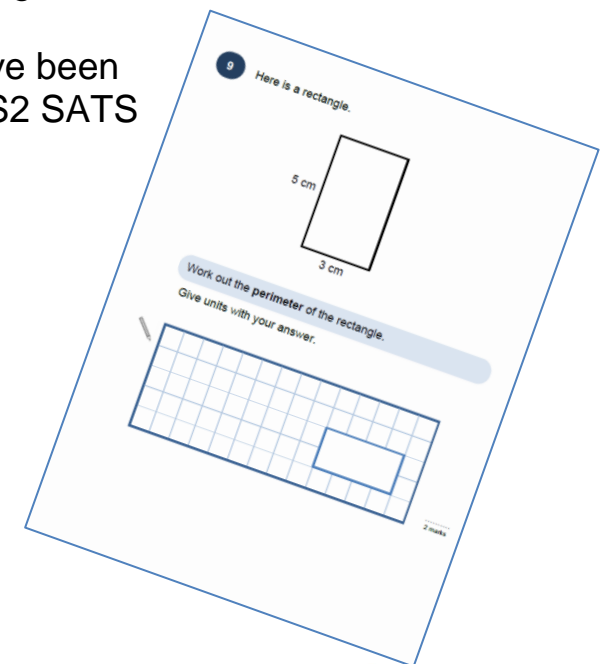 ve been
S2 SATS
9
Here is a rectangle.
5 cm
3 cm
Work out the perimeter of the rectangle.
Give units with your answer.
2 marks